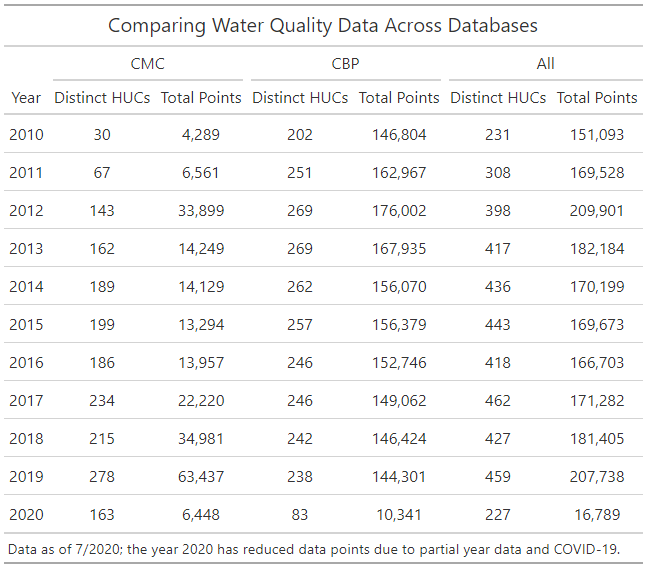 Comparing Water Quality Data Across Databases
CMC CBP All
Year Distinct HUCs Total Points Distinct HUCs Total Points Distinct HUCs Total Points
2010 30 4,289 202 146,804 231 151,093
2011 67 6,561 251 162,967 308 169,528
2012 143 33,899 269 176,002 398 209,901
2013 162 14,249 269 167,935 417 182,184
2014 189 14,129 262 156,070 436 170,199
2015 199 13,294 257 156,379 443 169,673
2016 186 13,957 246 152,746 418 166,703
2017 234 22,220 246 149,062 462 171,282
2018 215 34,981 242 146,424 427 181,405
2019 278 63,437 238 144,301 459 207,738
2020 163 6,448 83 10,341 227 16,789
Data as of 7/2020; the year 2020 has reduced data points due to partial year data and COVID-19.